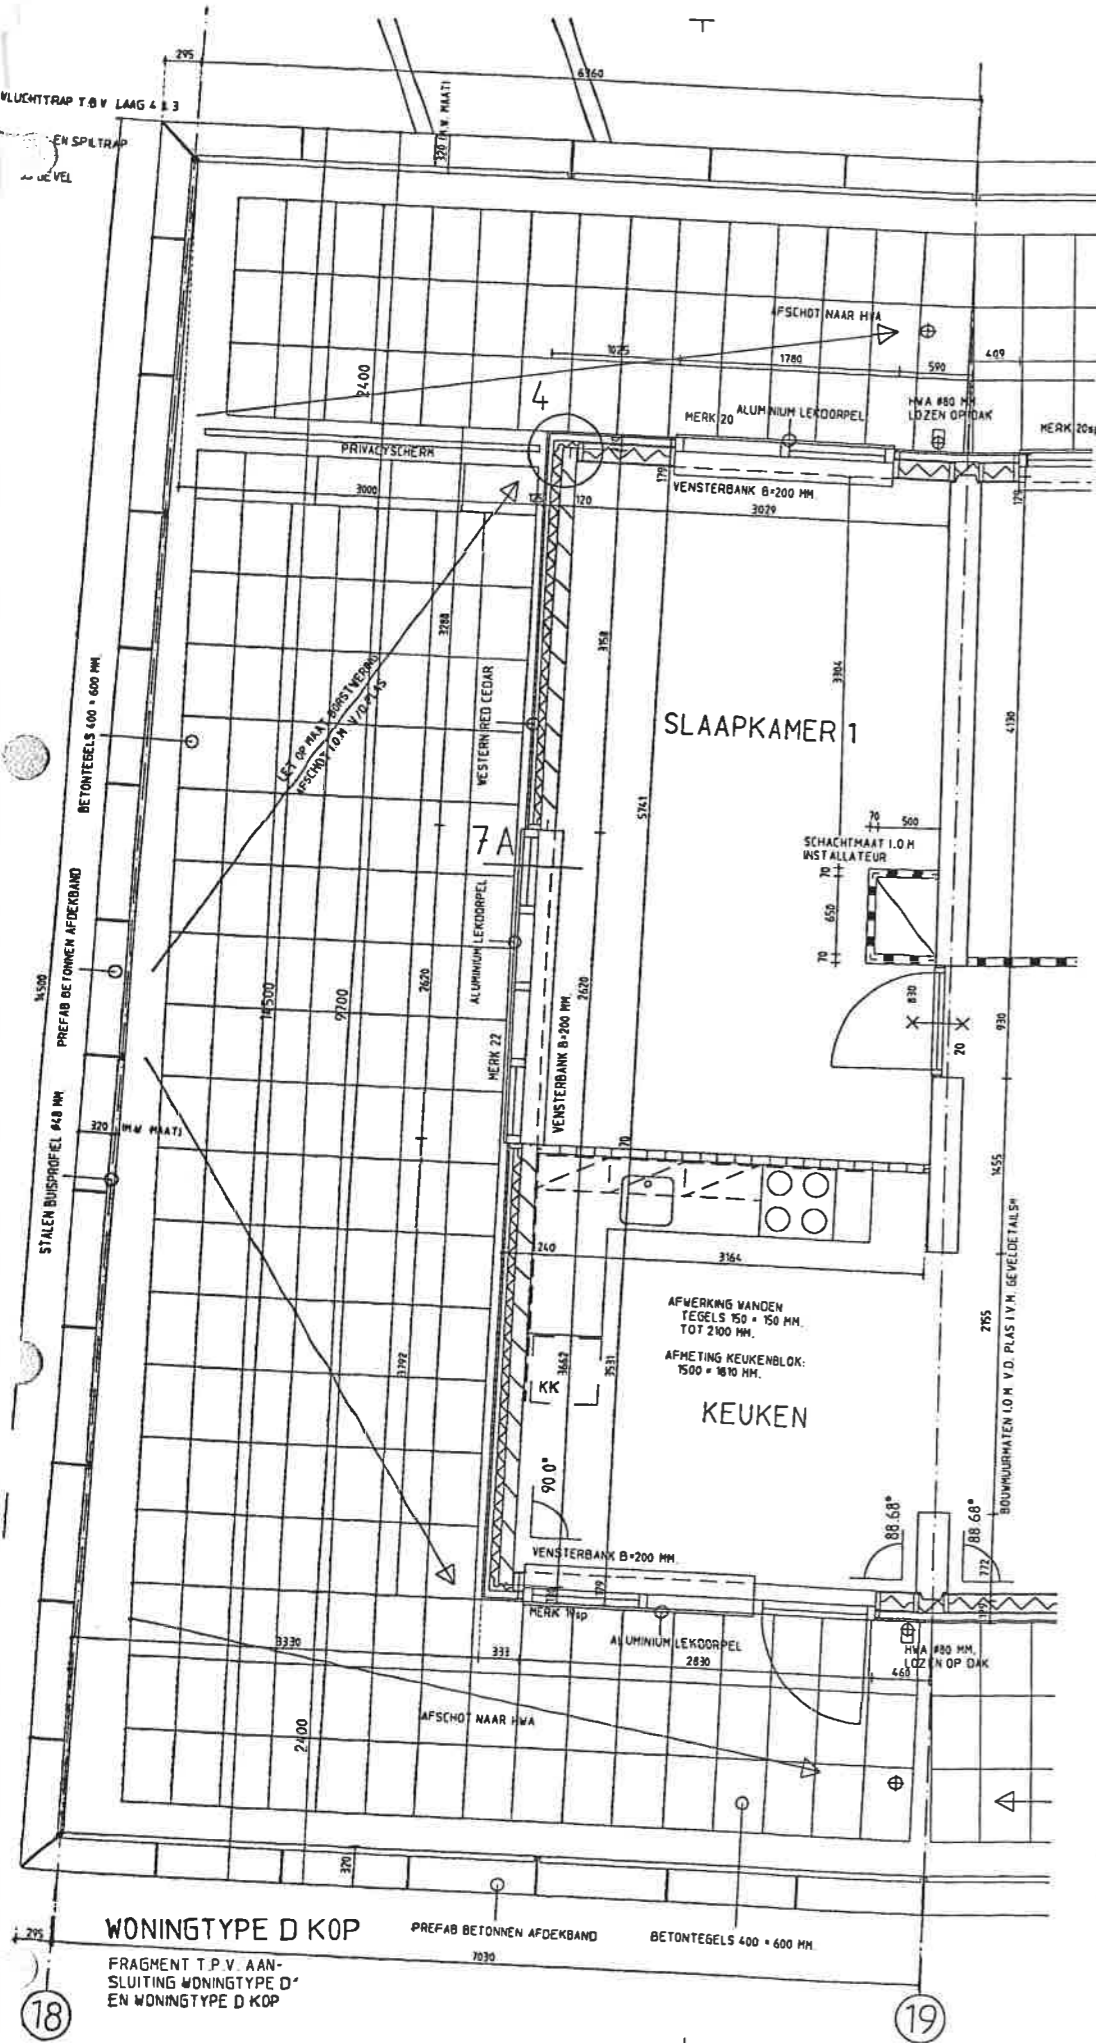 295
6360
VLUCHTTRAP T.B.V. LAAG 4 & 3
EN SPILTRAP
320 (M.W. MAAT)
AFSCHOT NAAR HWA
1025
1780
590
409
2400
4
MERK 20
ALUMINIUM LEKDORPEL
HWA ø80 MM.
LOZEN OP DAK
MERK 20sp
PRIVACYSCHERM
179
VENSTERBANK B=200 MM.
3000
125
120
3029
179
3288
3158
3304
4130
WESTERN RED CEDAR
BETONTEGELS 400 * 600 MM.
LET OP MAAT BORSTWERING
AFSCHOT I.O.M. V/D PLAS
SLAAPKAMER 1
5741
7A
70
500
SCHACHTMAAT I.O.M
INSTALLATEUR
70
650
70
PREFAB BETONNEN AFDEKBAND
ALUMINIUM LEKDORPEL
14500
14500
9700
2620
2620
MERK 22
VENSTERBANK B=200 MM.
830
20
930
STALEN BUISPROFIEL ø48 MM.
320
(M.W. MAAT)
70
1455
240
3164
AFWERKING WANDEN
TEGELS 150 * 150 MM.
TOT 2100 MM.
AFMETING KEUKENBLOK:
1500 * 1810 MM.
2155
BOUWMUURMATEN I.O.M. V.D. PLAS I.V.M. GEVELDETAILS!!
3792
3662
3531
KK
KEUKEN
90.0°
88.68°
88.68°
772
VENSTERBANK B=200 MM.
179
179
MERK 19sp
ALUMINIUM LEKDORPEL
HWA ø80 MM.
LOZEN OP DAK
3330
333
2830
460
2400
AFSCHOT NAAR HWA
320
WONINGTYPE D KOP
PREFAB BETONNEN AFDEKBAND
BETONTEGELS 400 * 600 MM.
295
7030
FRAGMENT T.P.V. AAN-
SLUITING WONINGTYPE D"
EN WONINGTYPE D KOP
18
19